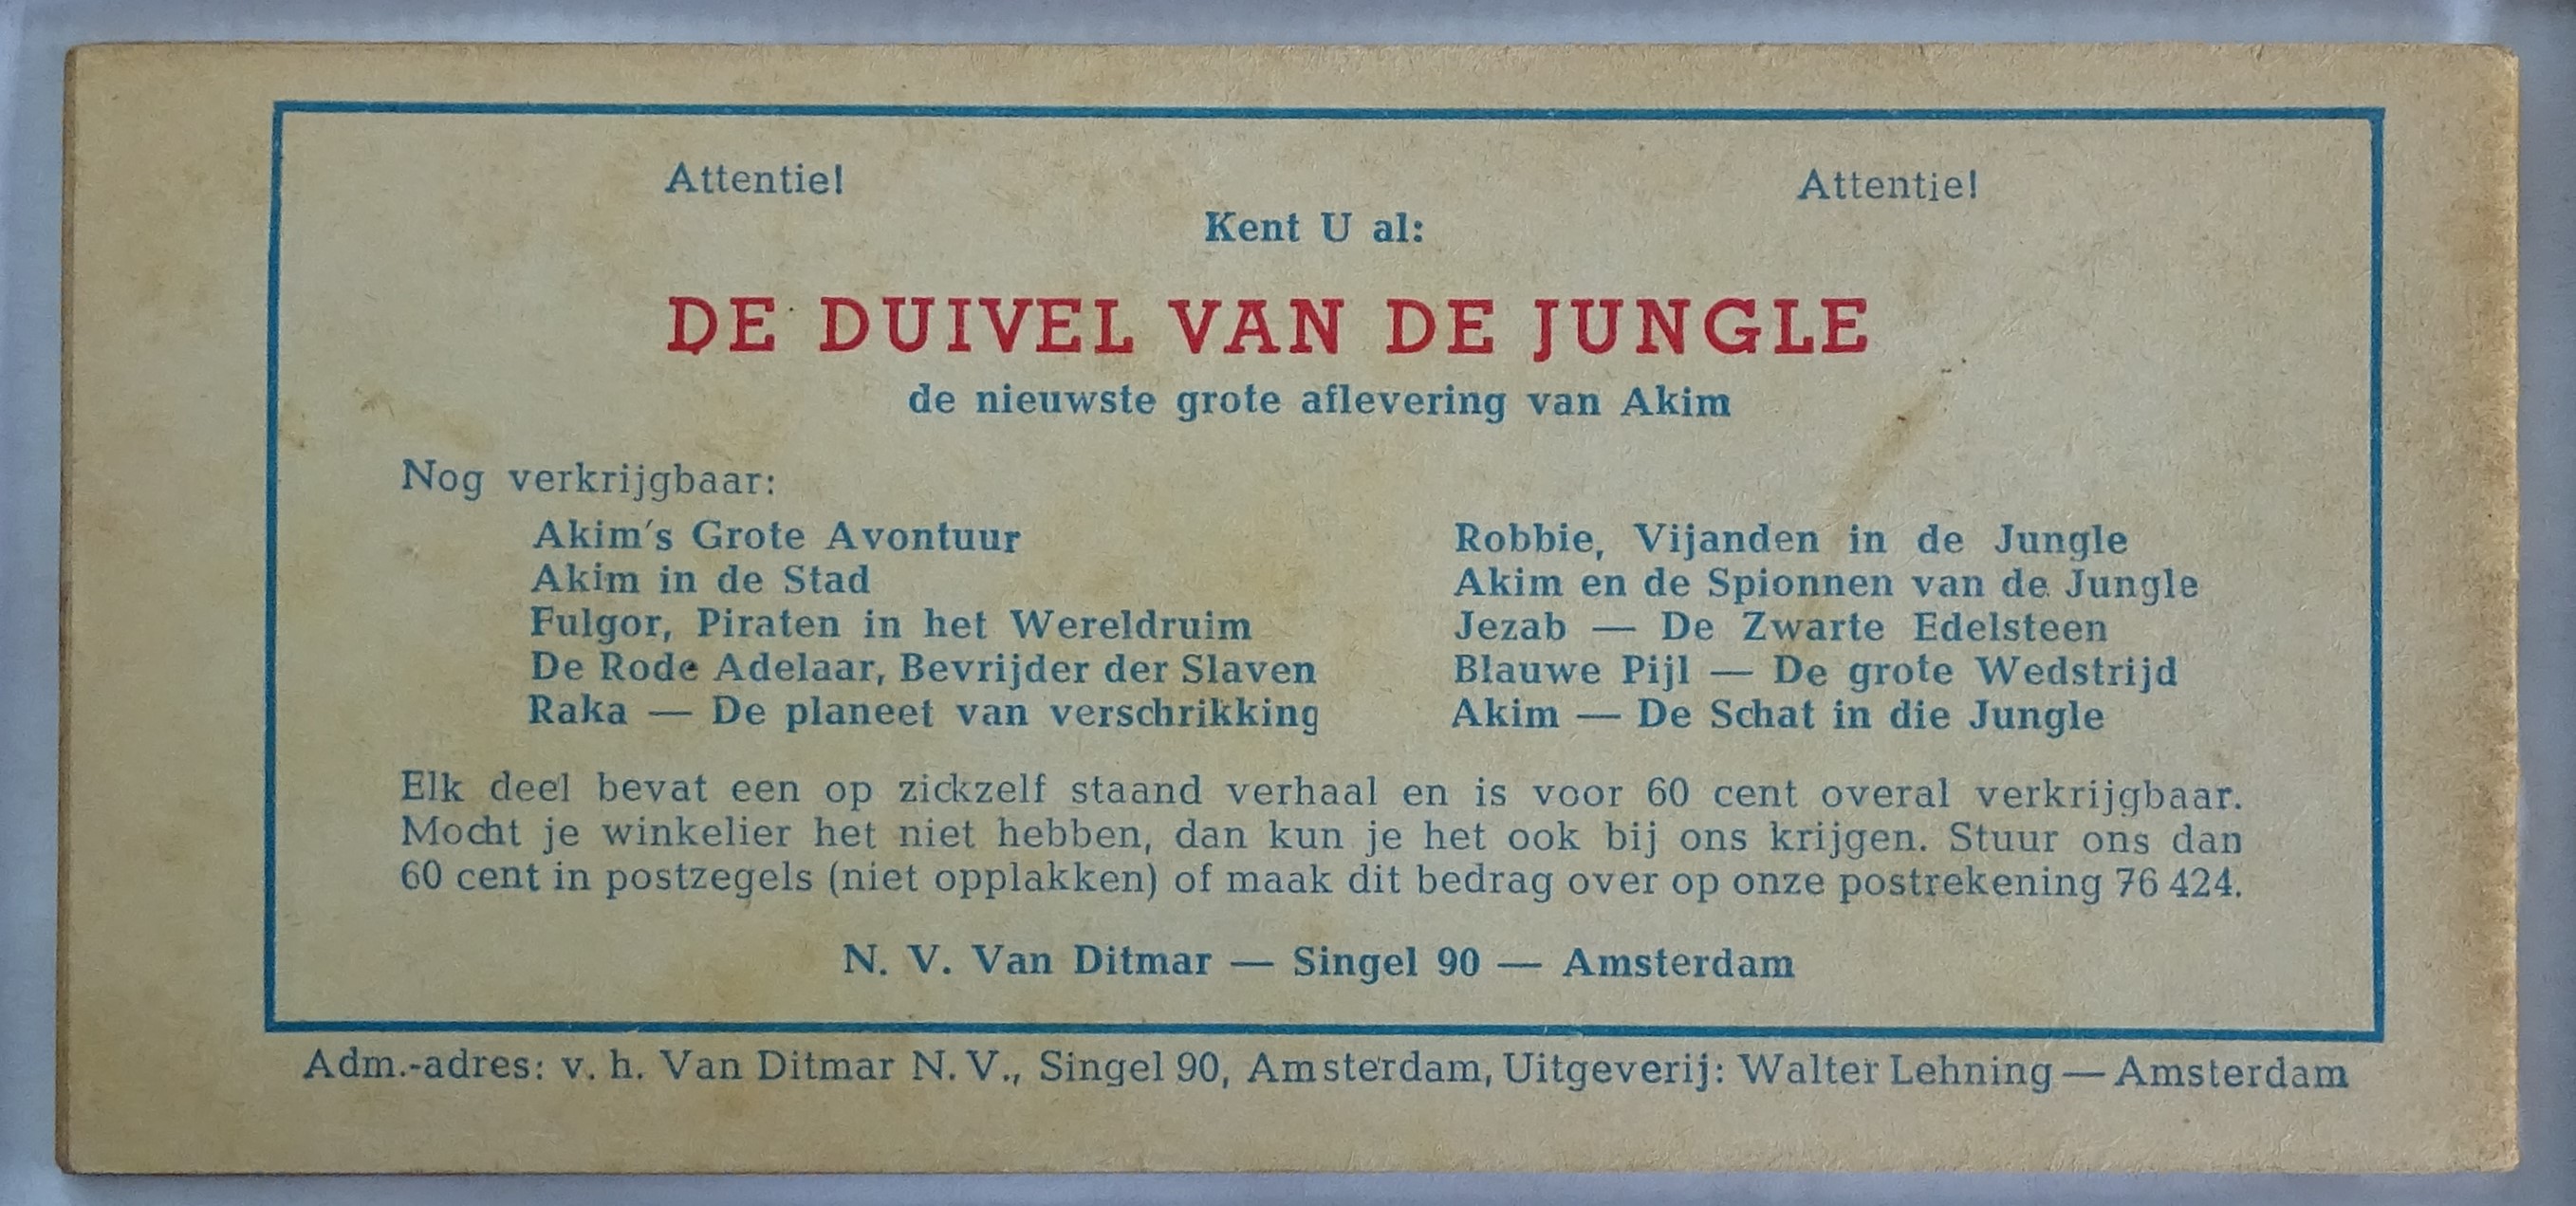 Attentie! Attentie!
Kent U al:
DE DUIVEL VAN DE JUNGLE
de nieuwste grote aflevering van Akim
Nog verkrijgbaar:
Akim's Grote Avontuur
Akim in de Stad
Fulgor, Piraten in het Wereldruim
De Rode Adelaar, Bevrijder der Slaven
Raka — De planeet van verschrikking
Robbie, Vijanden in de Jungle
Akim en de Spionnen van de Jungle
Jezab — De Zwarte Edelsteen
Blauwe Pijl — De grote Wedstrijd
Akim — De Schat in die Jungle
Elk deel bevat een op zickzelf staand verhaal en is voor 60 cent overal verkrijgbaar.
Mocht je winkelier het niet hebben, dan kun je het ook bij ons krijgen. Stuur ons dan
60 cent in postzegels (niet opplakken) of maak dit bedrag over op onze postrekening 76 424.
N. V. Van Ditmar — Singel 90 — Amsterdam
Adm.-adres: v. h. Van Ditmar N. V., Singel 90, Amsterdam, Uitgeverij: Walter Lehning — Amsterdam